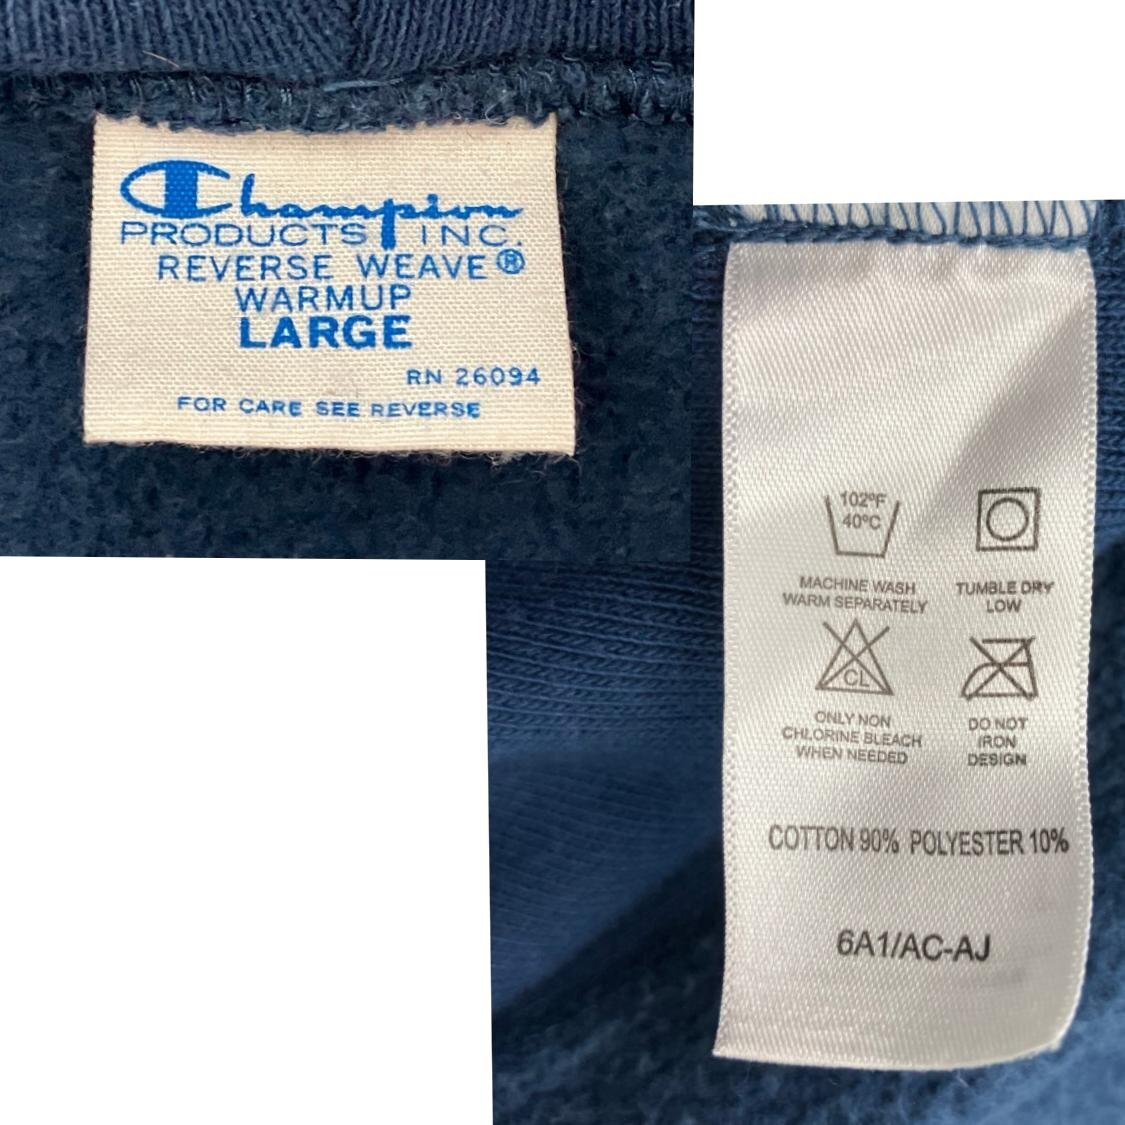 Champion
PRODUCTS INC.
REVERSE WEAVE®
WARMUP
LARGE
RN 26094
FOR CARE SEE REVERSE
102°F
40°C
MACHINE WASH
WARM SEPARATELY
TUMBLE DRY
LOW
CL
ONLY NON
CHLORINE BLEACH
WHEN NEEDED
DO NOT
IRON
DESIGN
COTTON 90% POLYESTER 10%
6A1/AC-AJ